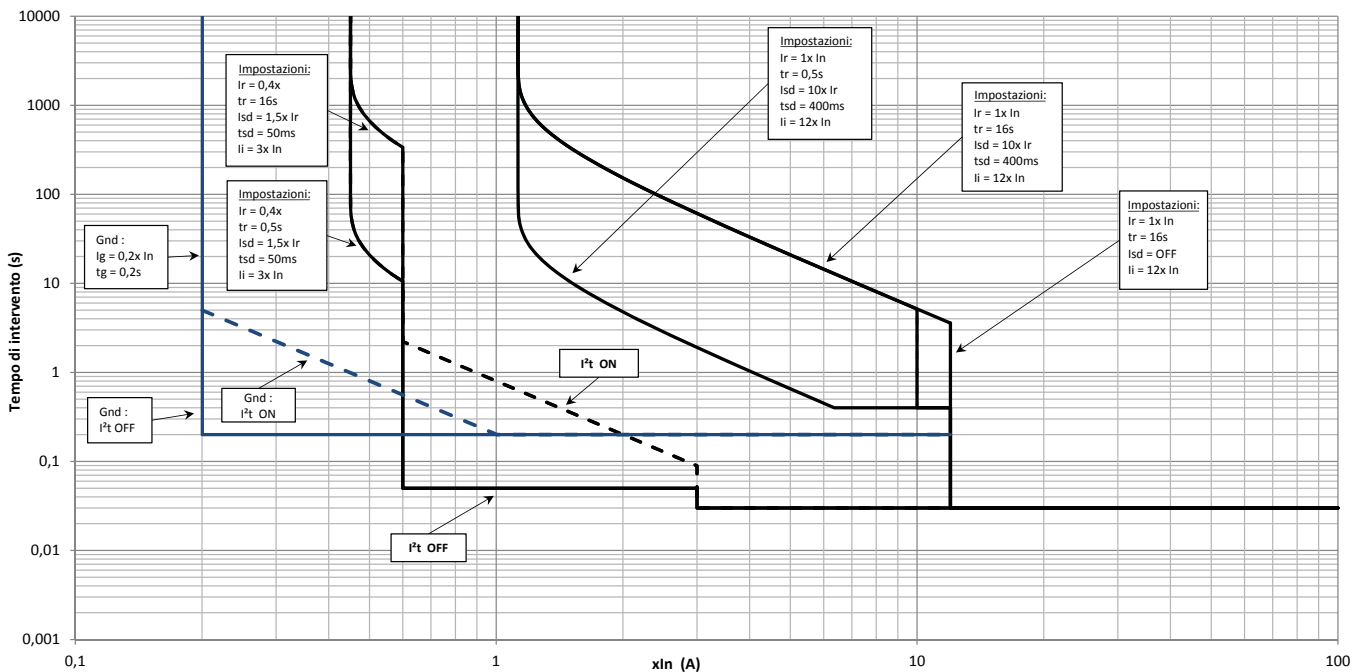 10000
1000
100
10
1
0,1
0,01
0,001
Tempo di intervento (s)
0,1
1
10
100
xIn (A)
Impostazioni:
Ir = 0,4x
tr = 16s
Isd = 1,5x Ir
tsd = 50ms
Ii = 3x In
Impostazioni:
Ir = 0,4x
tr = 0,5s
Isd = 1,5x Ir
tsd = 50ms
Ii = 3x In
Gnd :
Ig = 0,2x In
tg = 0,2s
Gnd :
I²t OFF
Gnd :
I²t ON
I²t ON
I²t OFF
Impostazioni:
Ir = 1x In
tr = 0,5s
Isd = 10x Ir
tsd = 400ms
Ii = 12x In
Impostazioni:
Ir = 1x In
tr = 16s
Isd = 10x Ir
tsd = 400ms
Ii = 12x In
Impostazioni:
Ir = 1x In
tr = 16s
Isd = OFF
Ii = 12x In